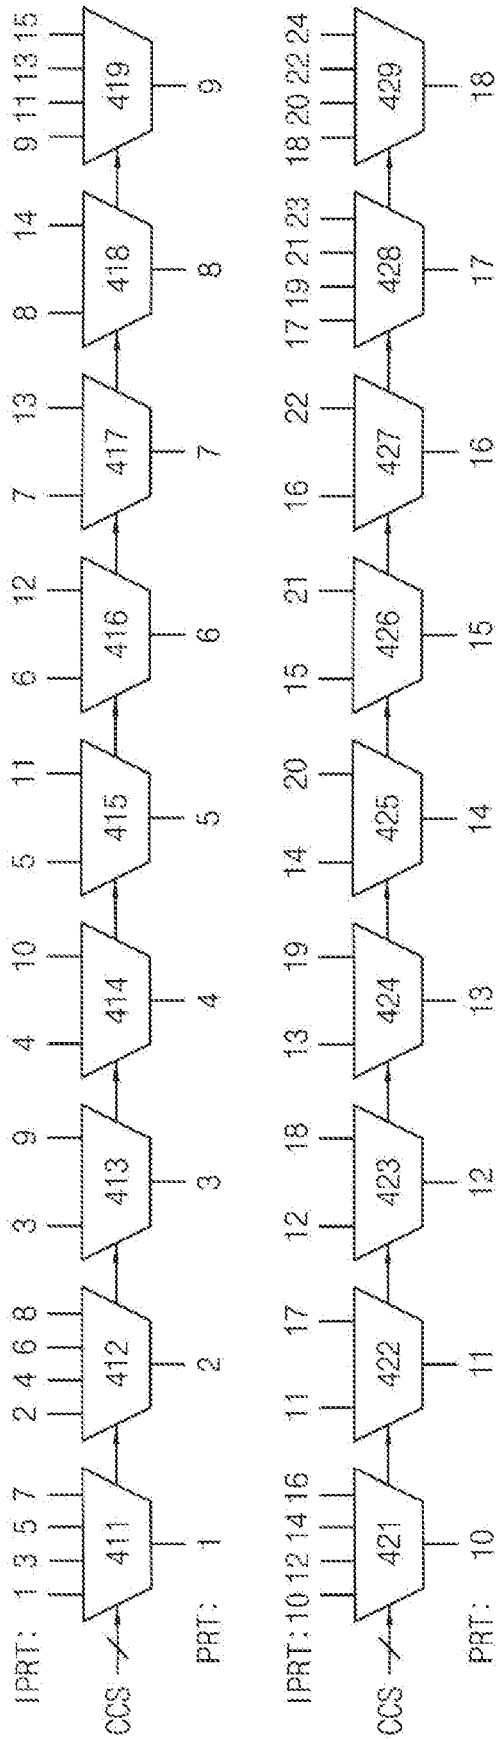 IPRT: 1 3 5 7 2 4 6 8 3 9 4 10 5 11 6 12 7 13 8 14 9 11 13 15
CCS 411 412 413 414 415 416 417 418 419
PRT: 1 2 3 4 5 6 7 8 9
IPRT: 10 12 14 16 11 17 12 18 13 19 14 20 15 21 16 22 17 19 21 23 18 20 22 24
CCS 421 422 423 424 425 426 427 428 429
PRT: 10 11 12 13 14 15 16 17 18